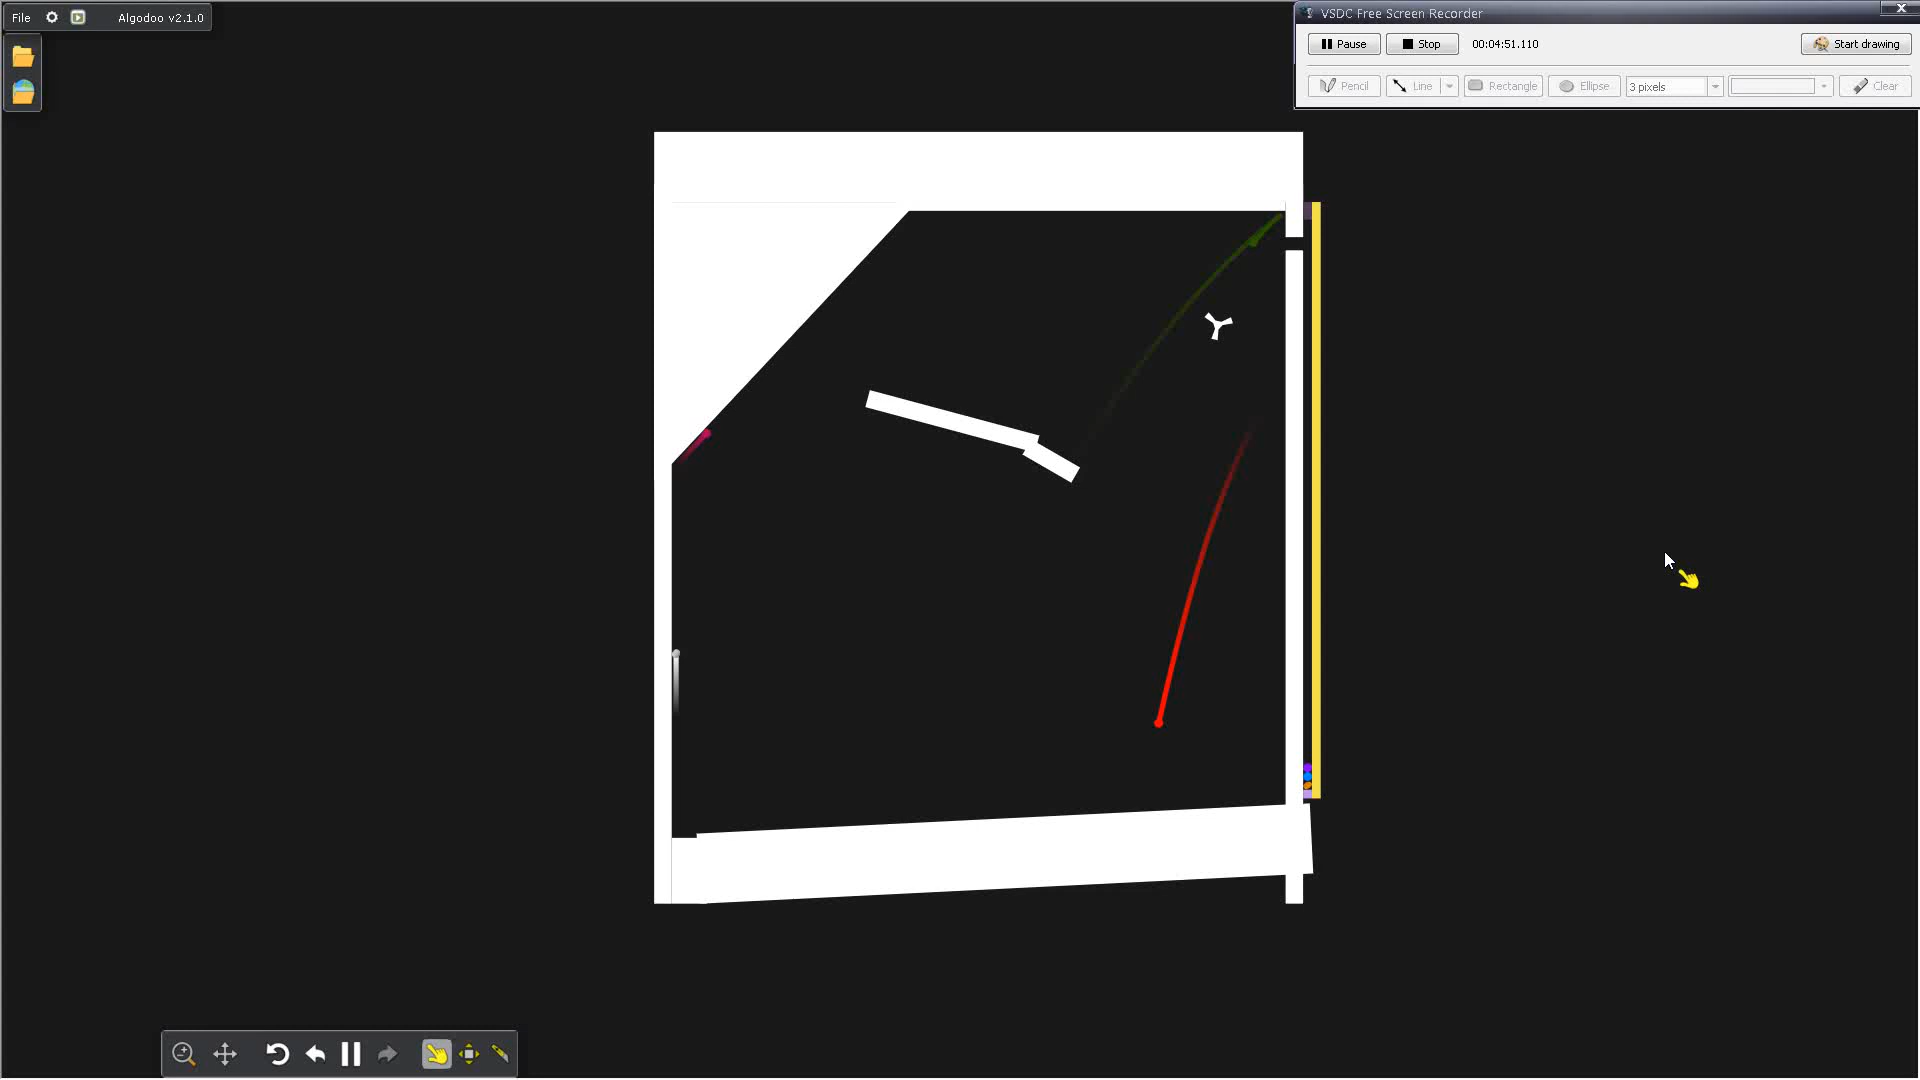 File Algodoo v2.1.0
VSDC Free Screen Recorder
Pause Stop 00:04:51.110 Start drawing
Pencil Line Rectangle Ellipse 3 pixels Clear